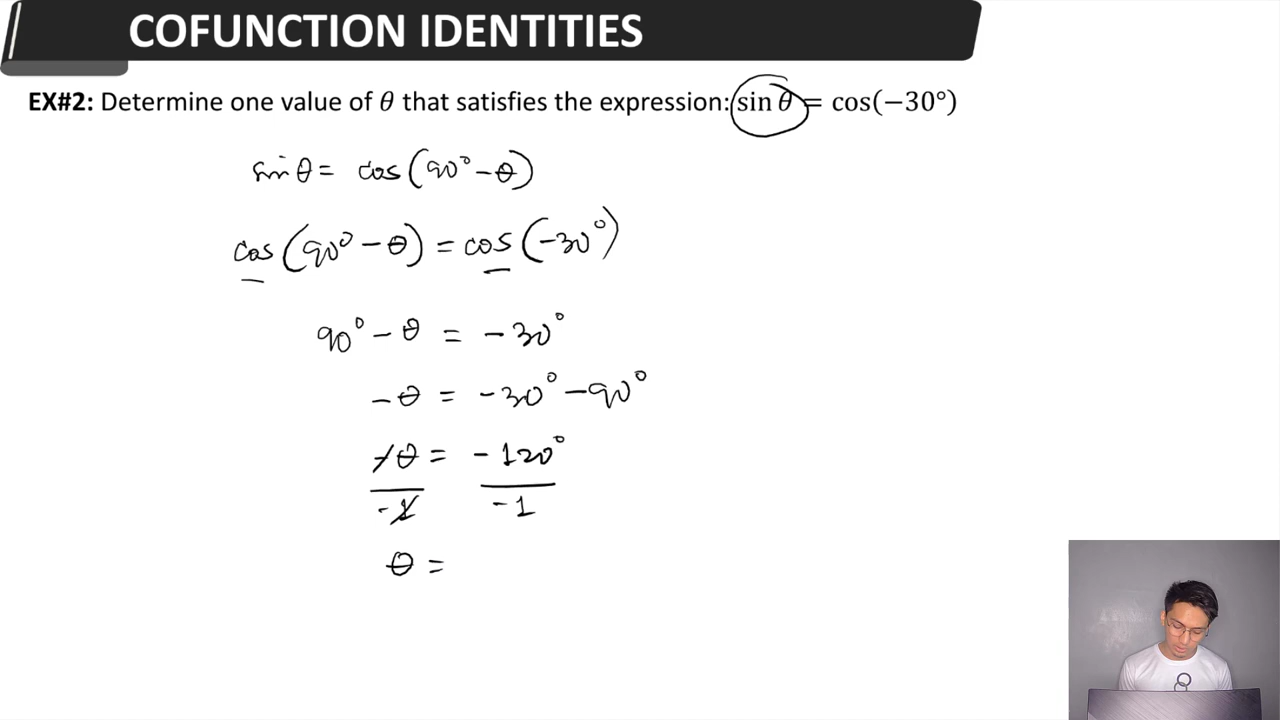 COFUNCTION IDENTITIES
EX#2: Determine one value of θ that satisfies the expression: sin θ = cos(−30°)
sin θ = cos(90° − θ)
cos(90° − θ) = cos(−30°)
90° − θ = −30°
−θ = −30° − 90°
−θ = −120°
-1 -1
θ =